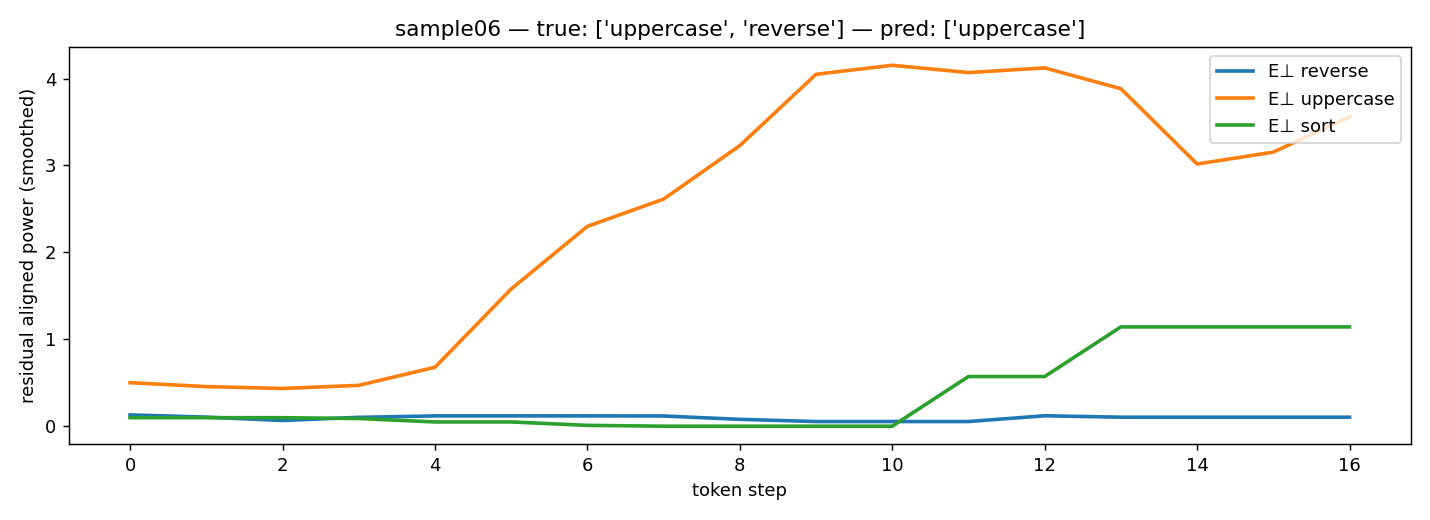 sample06 — true: ['uppercase', 'reverse'] — pred: ['uppercase']
residual aligned power (smoothed)
4
3
2
1
0
E⊥ reverse
E⊥ uppercase
E⊥ sort
0 2 4 6 8 10 12 14 16
token step